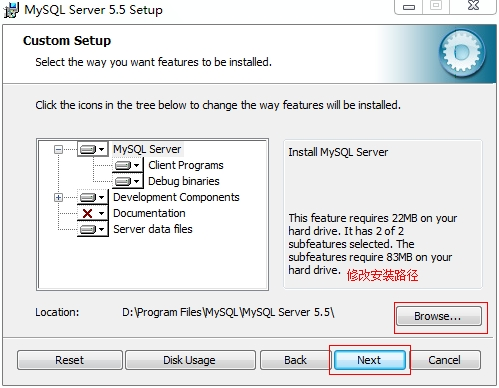 MySQL Server 5.5 Setup
Custom Setup
Select the way you want features to be installed.
Click the icons in the tree below to change the way features will be installed.
MySQL Server
Client Programs
Debug binaries
Development Components
Documentation
Server data files
Install MySQL Server
This feature requires 22MB on your
hard drive. It has 2 of 2
subfeatures selected. The
subfeatures require 83MB on your
hard drive. 修改安装路径
Location: D:\Program Files\MySQL\MySQL Server 5.5\
Browse...
Reset Disk Usage Back Next Cancel